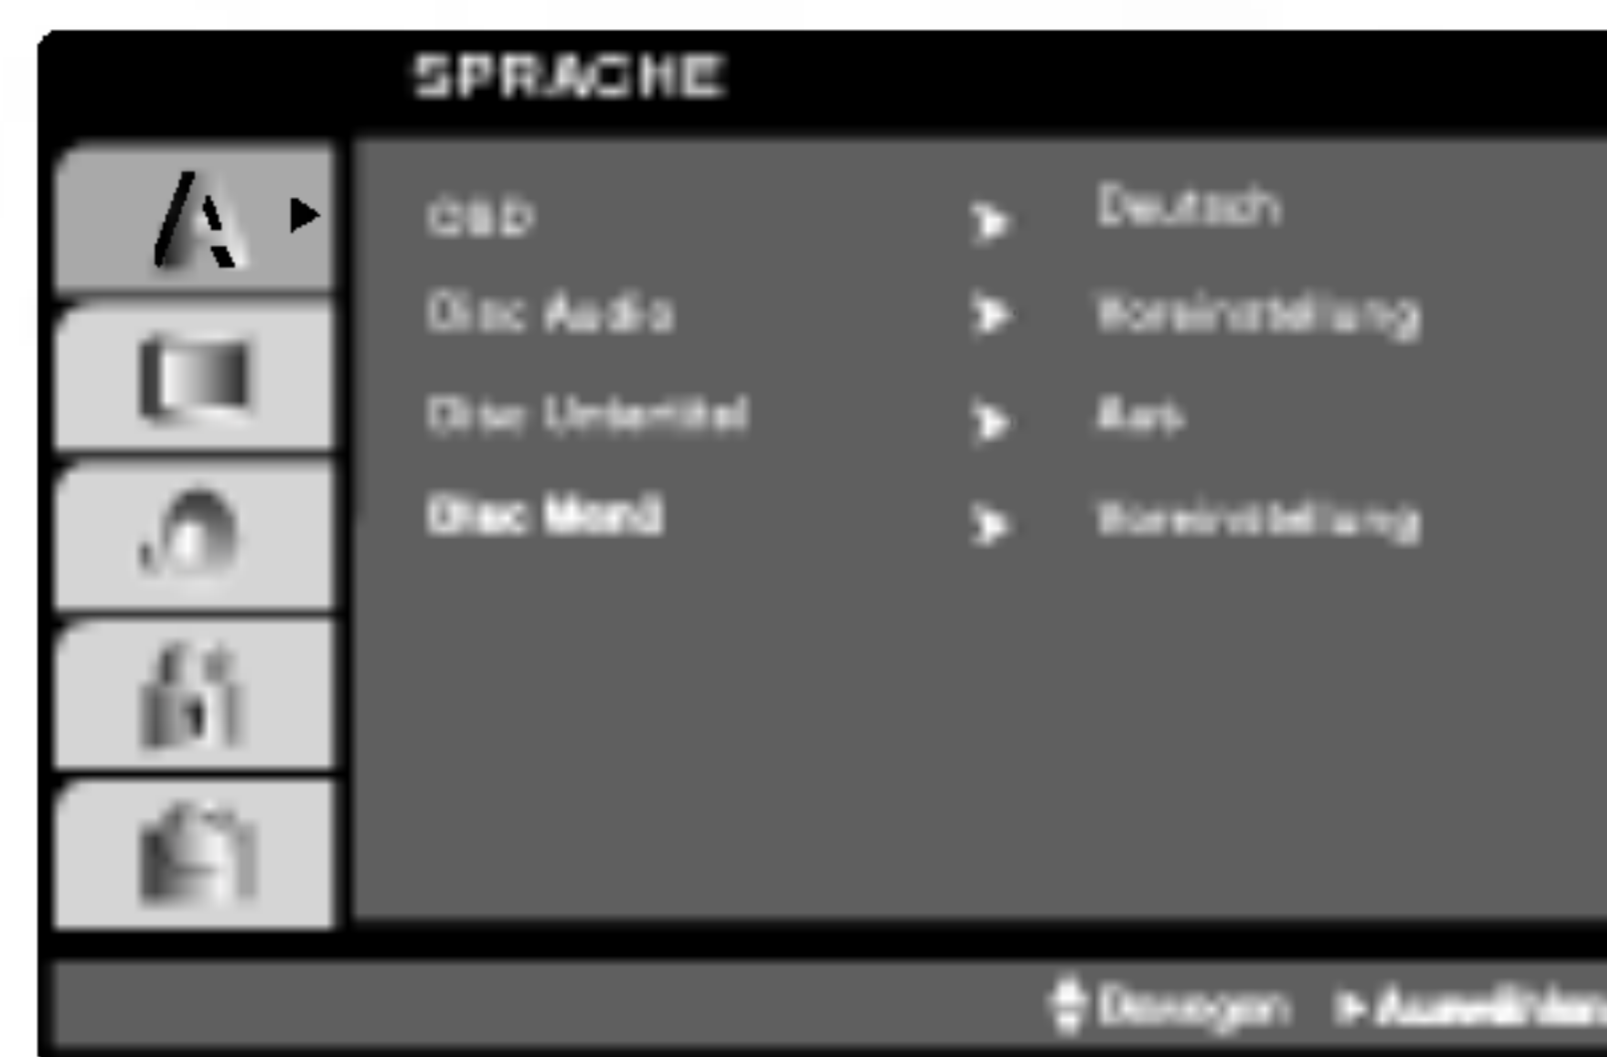 SPRACHE
OSD Deutsch
Disc Audio Voreinstellung
Disc Untertitel Aus
Disc Menü Voreinstellung
Bewegen Auswählen